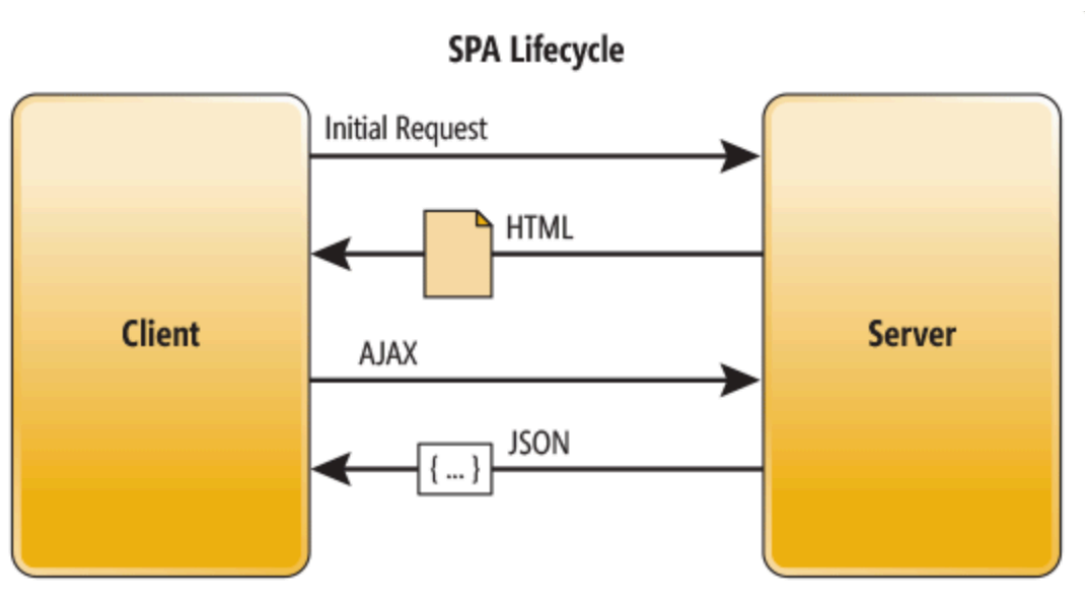 SPA Lifecycle
Initial Request
HTML
Client
Server
AJAX
JSON
{ ... }